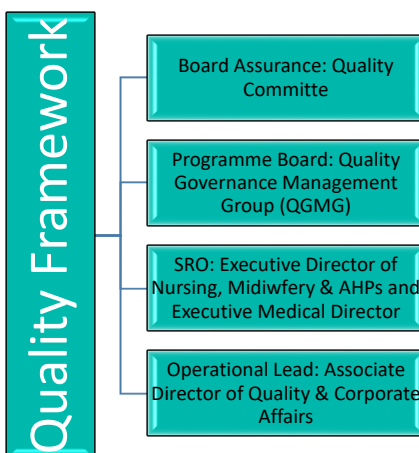 Quality Framework
Board Assurance: Quality
Committe
Programme Board: Quality
Governance Management
Group (QGMG)
SRO: Executive Director of
Nursing, Midiwfery & AHPs and
Executive Medical Director
Operational Lead: Associate
Director of Quality & Corporate
Affairs